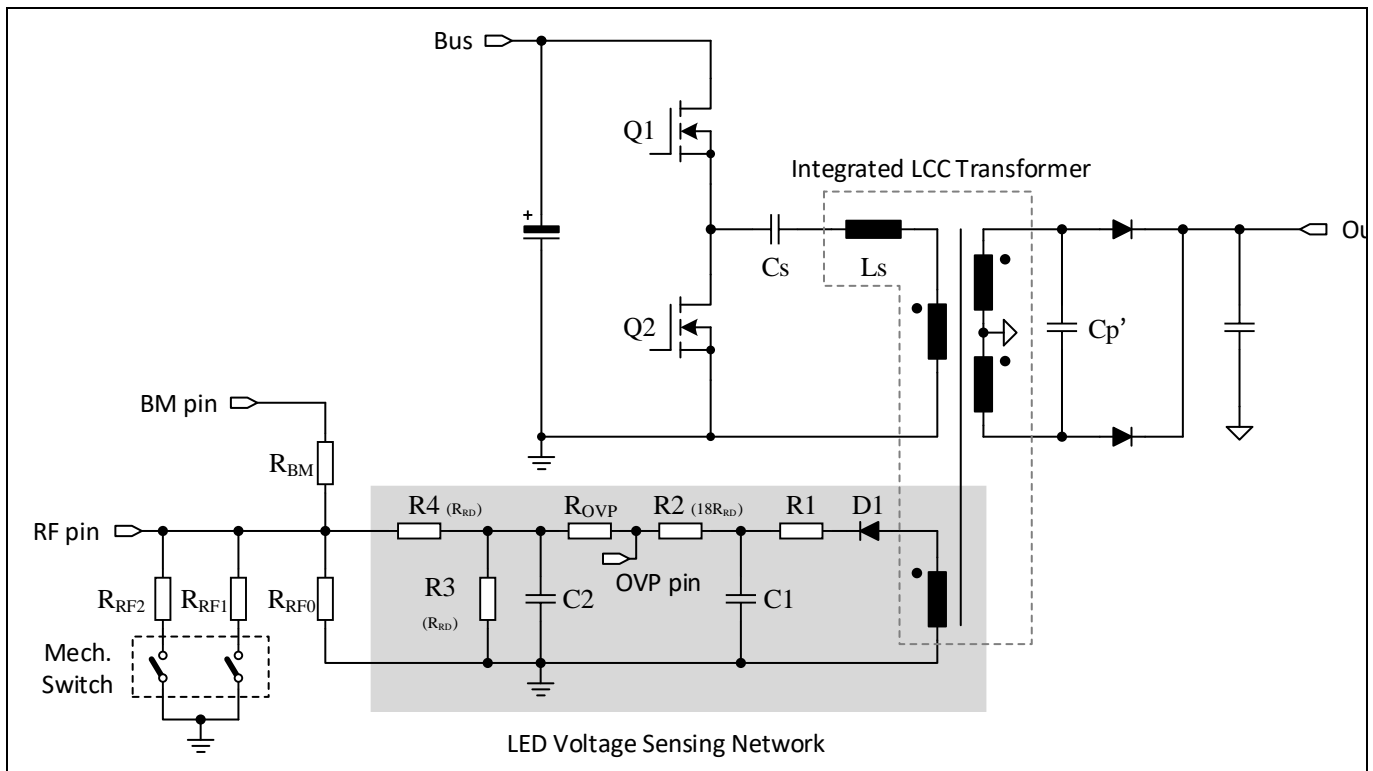 Bus
Q1
Integrated LCC Transformer
+
Cs
Ls
Q2
Cp’
BM pin
RBM
RF pin
R4 (RRD)
ROVP
R2 (18RRD)
R1
D1
OVP pin
RRF2
RRF1
RRF0
R3
(RRD)
C2
C1
Mech.
Switch
LED Voltage Sensing Network